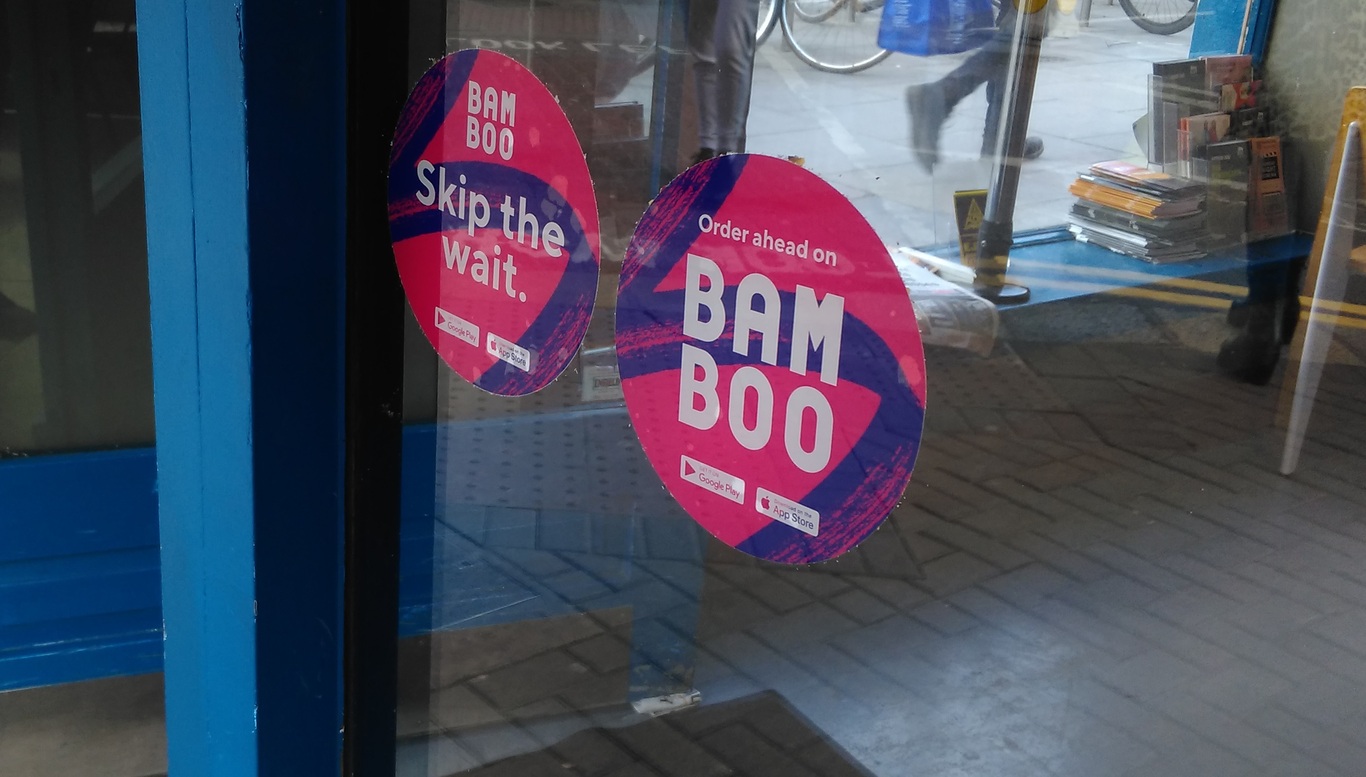 BAM
BOO
Skip the
wait.
Google Play
App Store
Order ahead on
BAM
BOO
GET IT ON
Google Play
Download on the
App Store